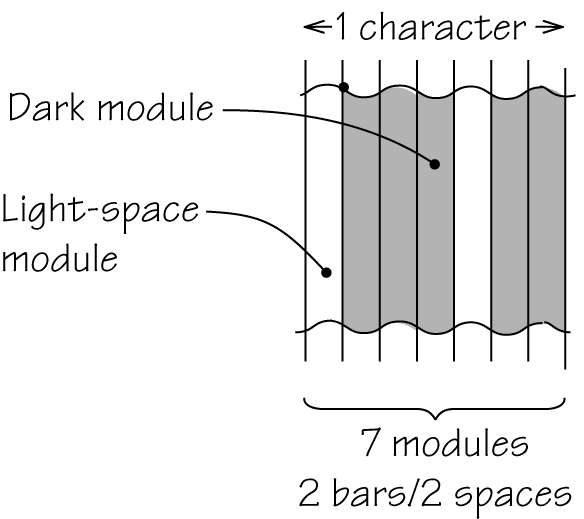 1 character
Dark module
Light-space
module
7 modules
2 bars/2 spaces